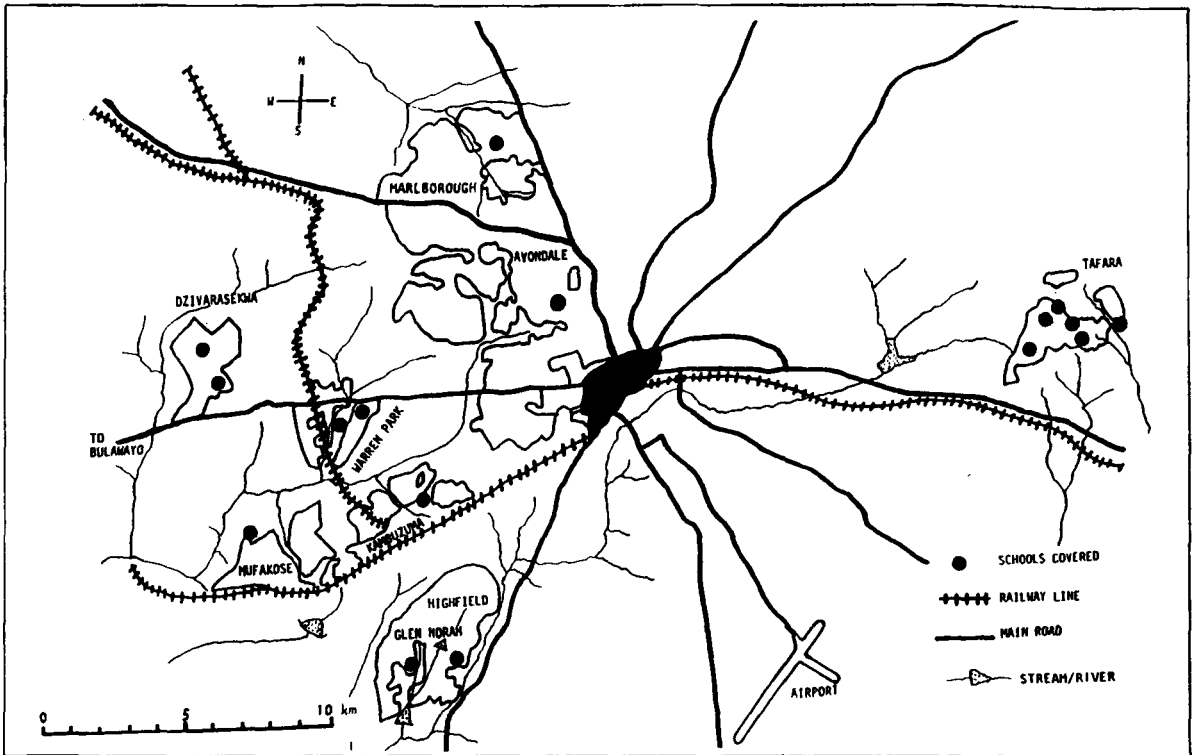 N
W E
S
MARLBOROUGH
AVONDALE
TAFARA
DZIVARASEKWA
WARREN PARK
TO
BULAWAYO
KAMBUZUMA
MUFAKOSE
HIGHFIELD
GLEN NORAH
AIRPORT
SCHOOLS COVERED
RAILWAY LINE
MAIN ROAD
STREAM/RIVER
0 5 10 km